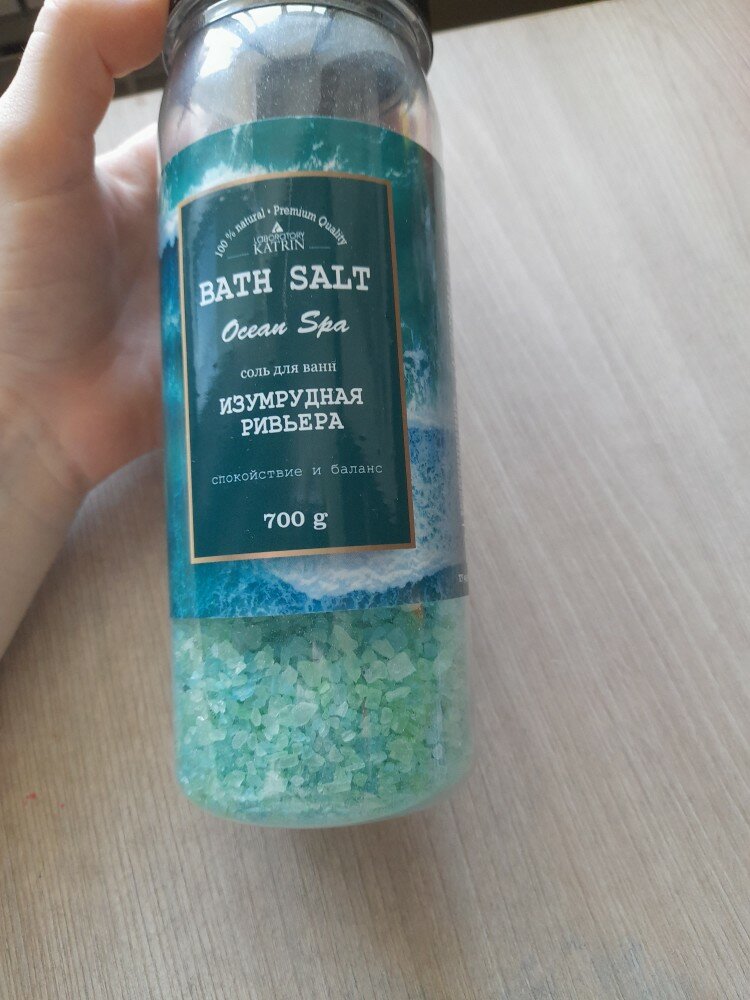 100 % natural • Premium Quality
LABORATORY
KATRIN
BATH SALT
Ocean Spa
соль для ванн
ИЗУМРУДНАЯ
РИВЬЕРА
спокойствие и баланс
700 g